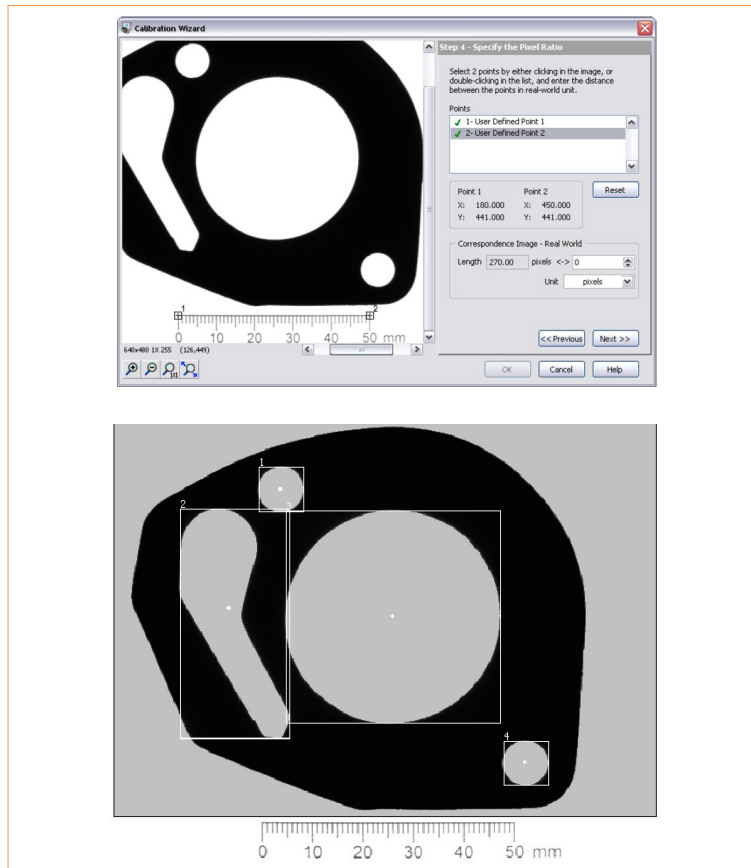 Calibration Wizard
Step 4 - Specify the Pixel Ratio
Select 2 points by either clicking in the image, or
double-clicking in the list, and enter the distance
between the points in real-world unit.
Points
1- User Defined Point 1
2- User Defined Point 2
Point 1 Point 2
X: 180.000 X: 450.000
Y: 441.000 Y: 441.000
Reset
Correspondence Image - Real World
Length 270.00 pixels <-> 0
Unit pixels
1 2
0 10 20 30 40 50 mm
<< Previous Next >>
640x480 1X 255 (126,449)
1:1
OK Cancel Help
1
2
3
4
0 10 20 30 40 50 mm